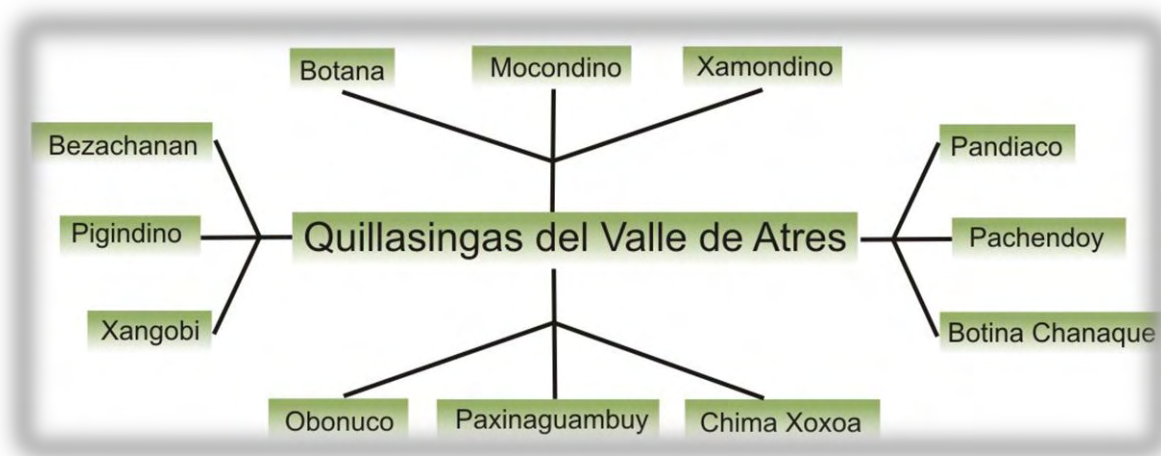 Botana
Mocondino
Xamondino
Bezachanan
Pandiaco
Pigindino
Quillasingas del Valle de Atres
Pachendoy
Xangobi
Botina Chanaque
Obonuco
Paxinaguambuy
Chima Xoxoa